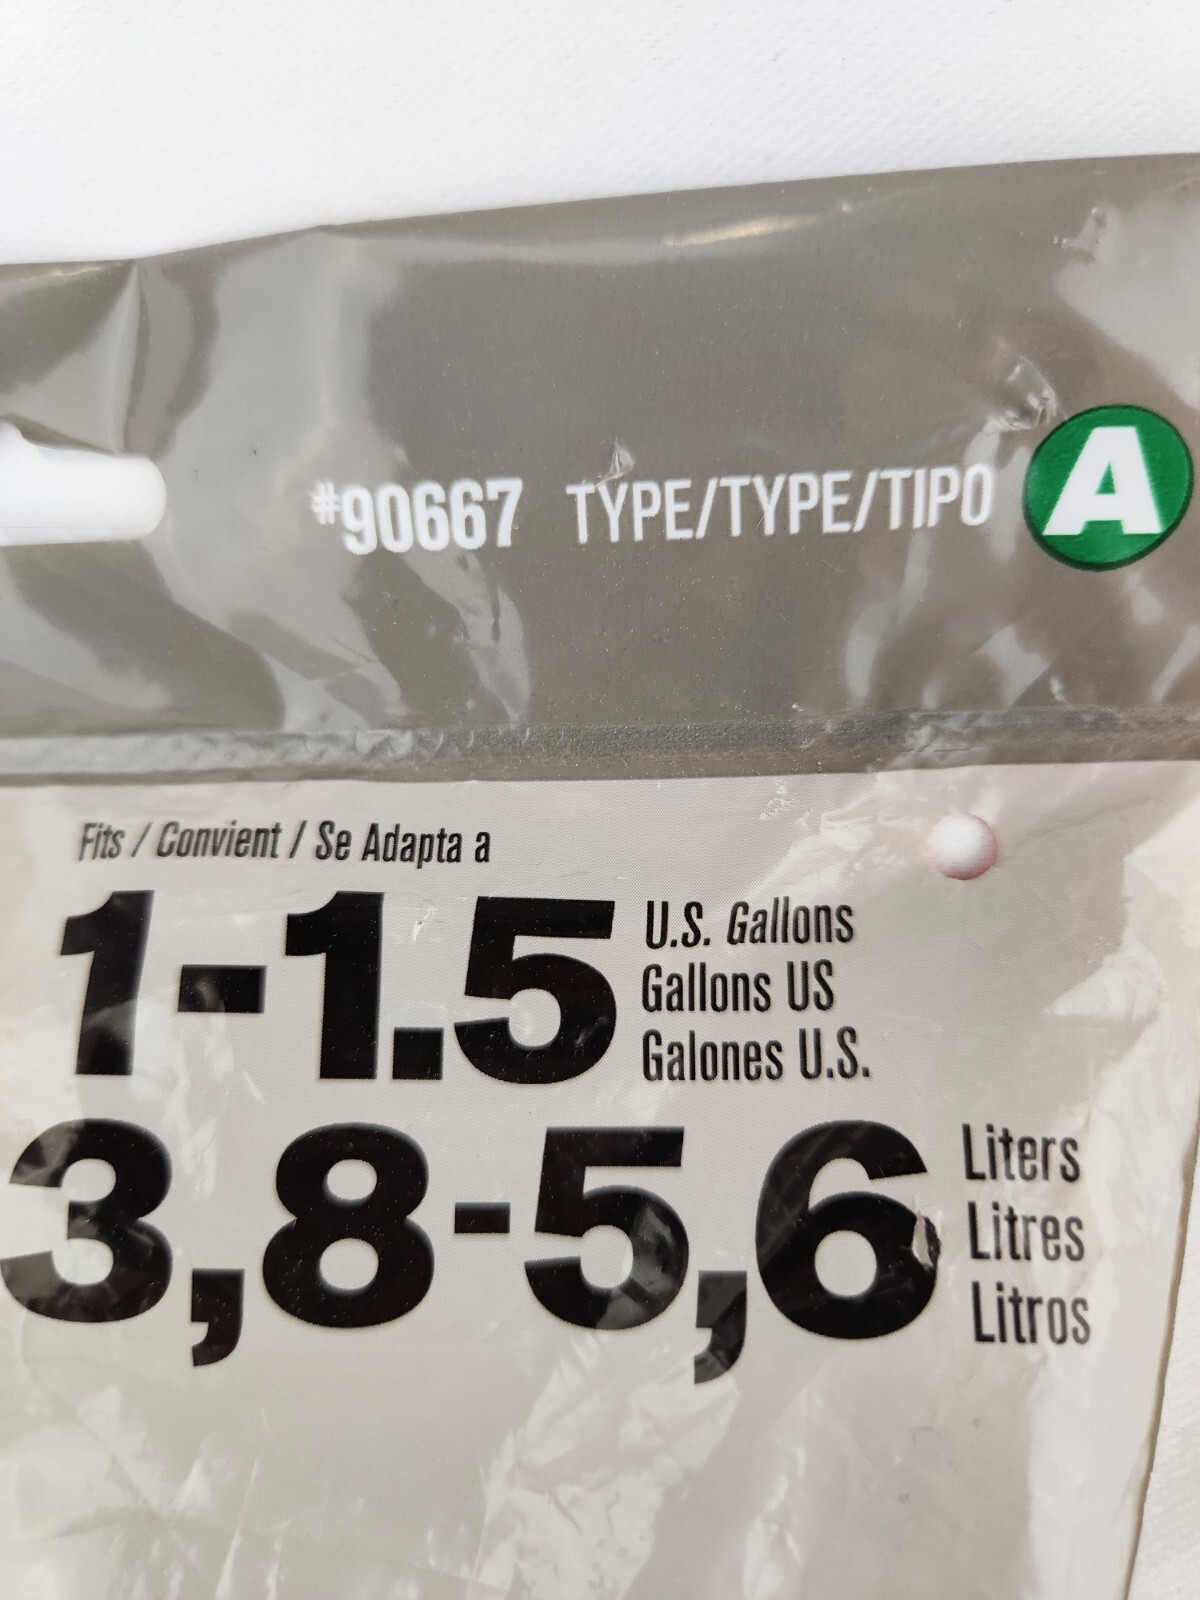 #90667 TYPE/TYPE/TIPO A
Fits / Convient / Se Adapta a
1-1.5 U.S. Gallons
Gallons US
Galones U.S.
3,8-5,6 Liters
Litres
Litros